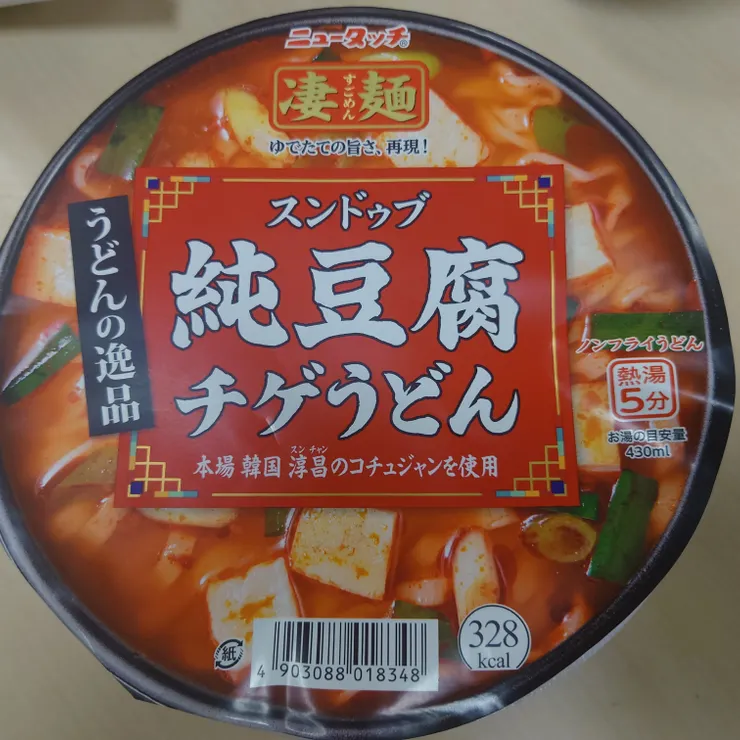 ニュータッチ®
凄麺
すごめん
ゆでたての旨さ、再現！
うどんの逸品
スンドゥブ
純豆腐
チゲうどん
スンチャン
本場 韓国 淳昌のコチュジャンを使用
ノンフライうどん
熱湯
5分
お湯の目安量
430ml
328
kcal
紙
4 903088 018348